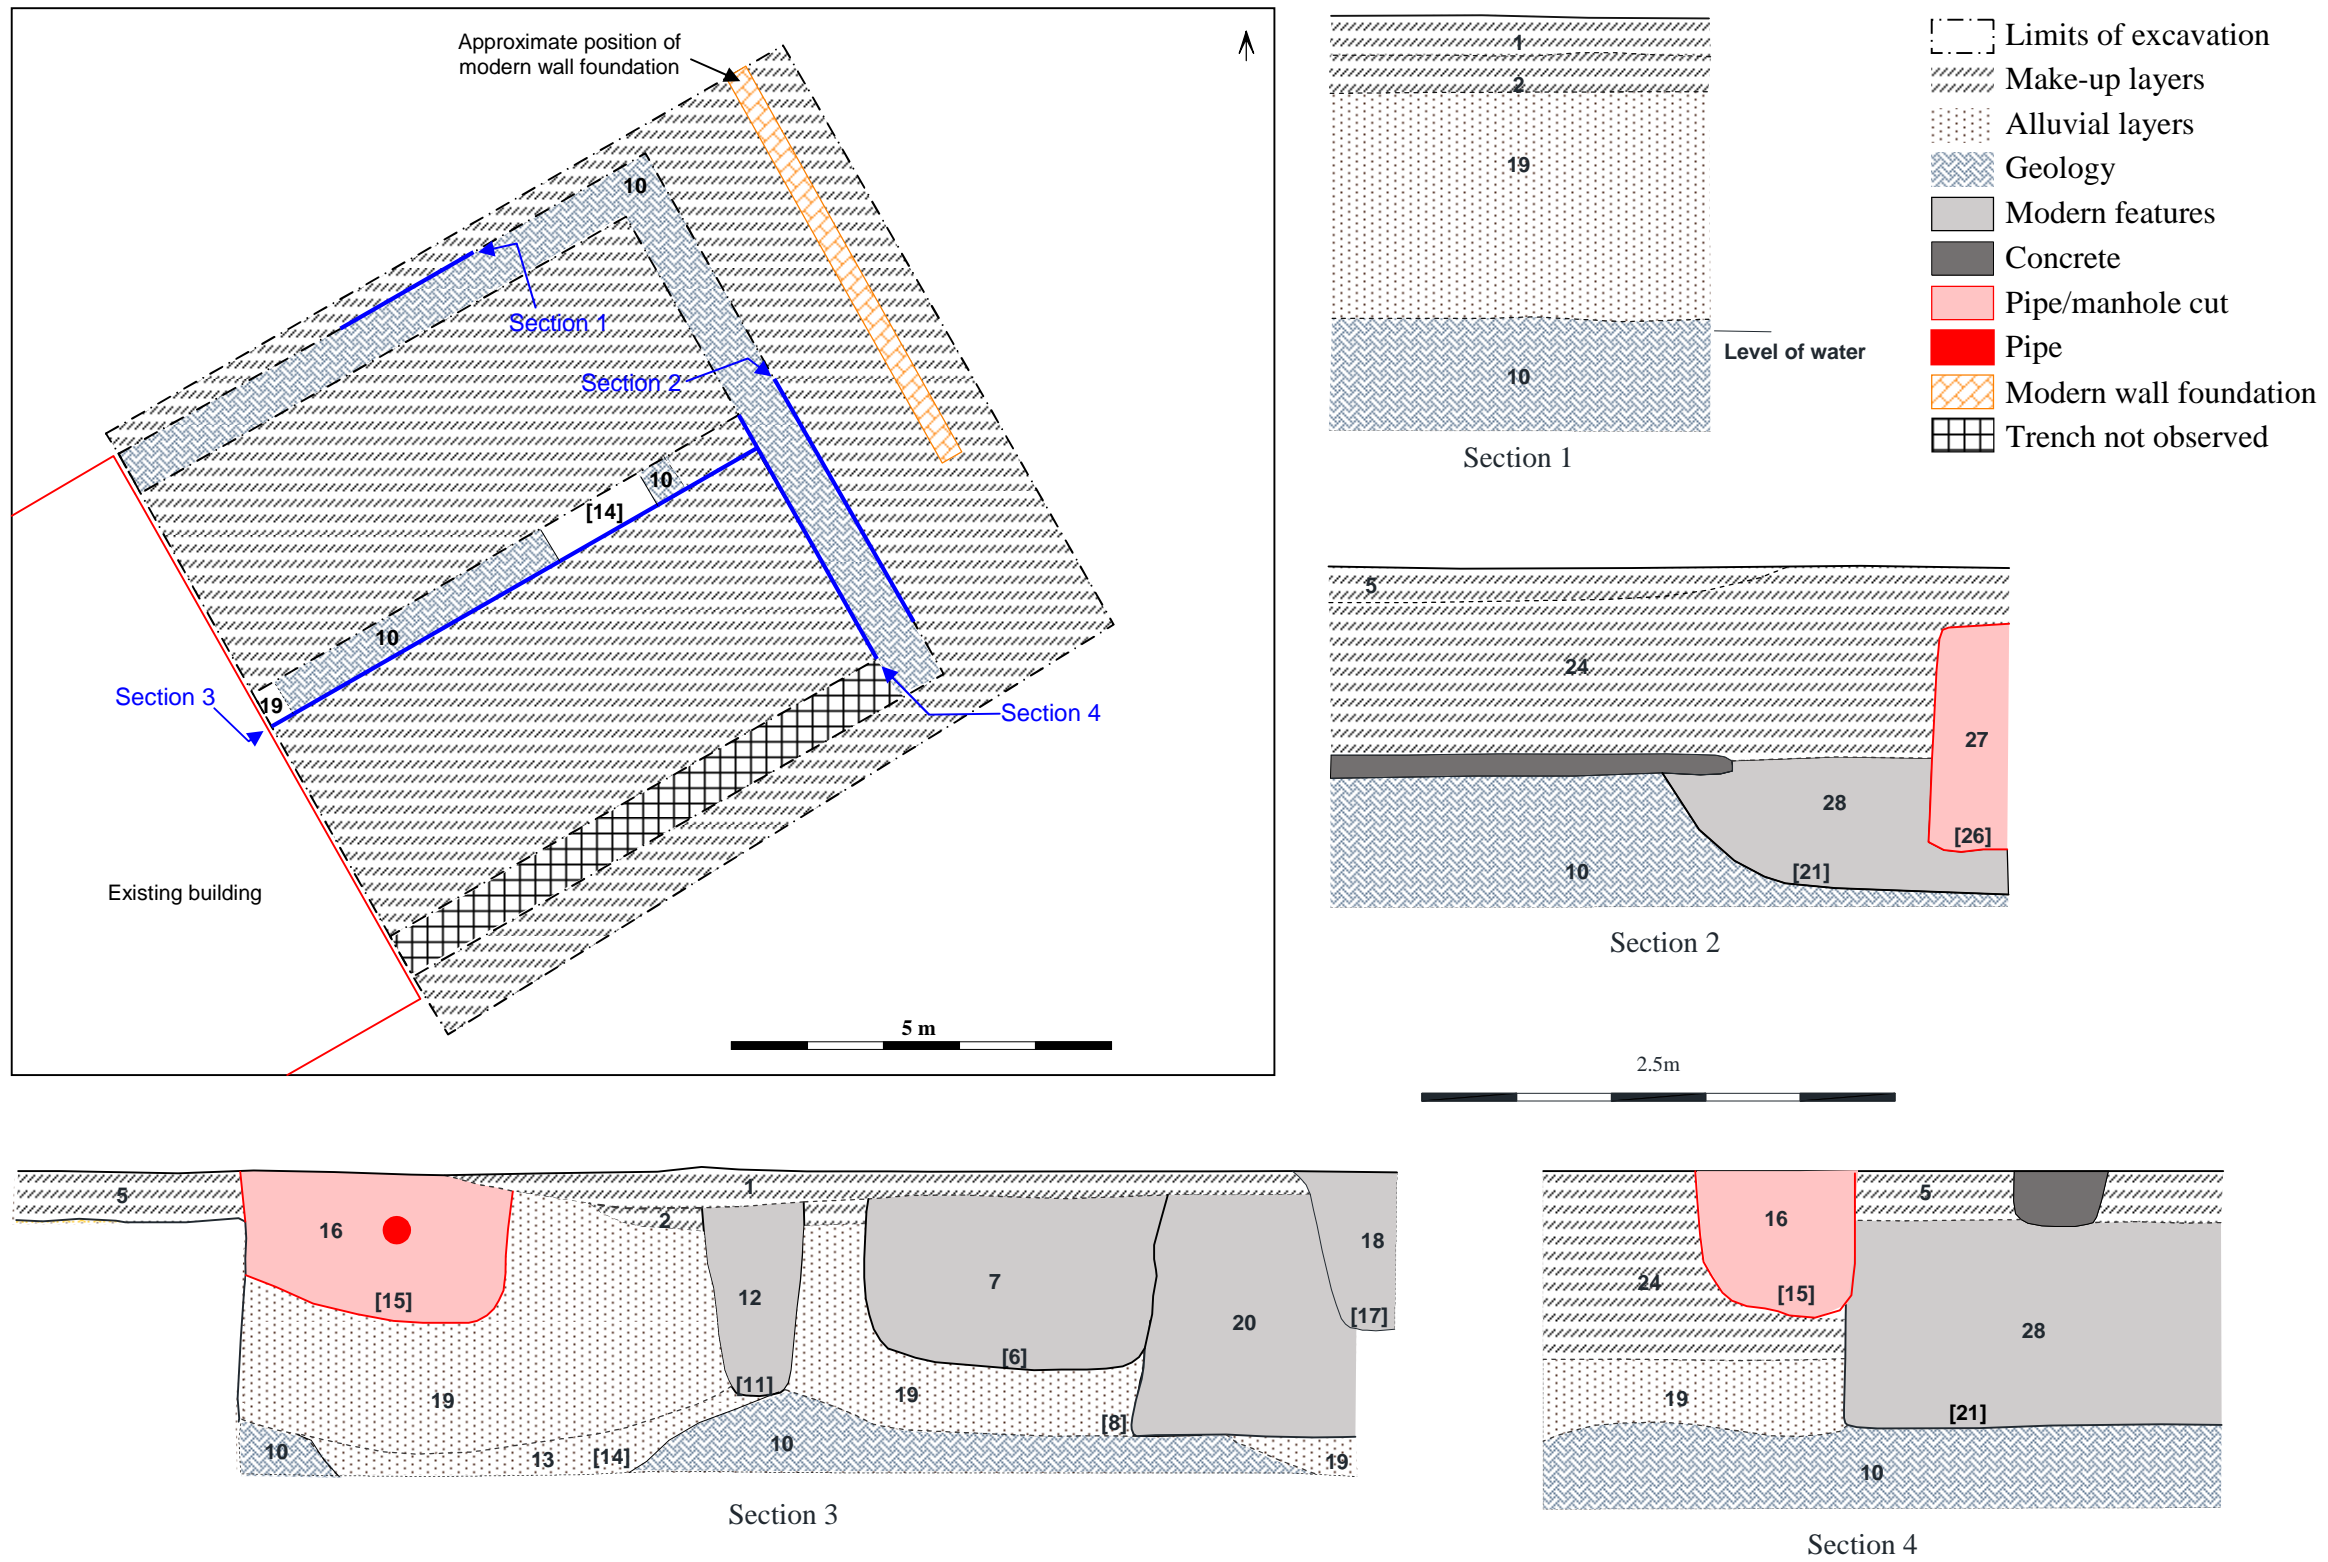 Approximate position of
modern wall foundation
10
Section 1
Section 2
10
[14]
10
19
Section 3
Section 4
Existing building
5 m
1
2
19
Level of water
10
Section 1
Limits of excavation
Make-up layers
Alluvial layers
Geology
Modern features
Concrete
Pipe/manhole cut
Pipe
Modern wall foundation
Trench not observed
5
24
27
28
[26]
10
[21]
Section 2
2.5m
5
1
16
2
18
7
12
[15]
[17]
20
[6]
[11]
19
19
[8]
10
13
[14]
10
19
Section 3
5
16
24
[15]
28
19
[21]
10
Section 4